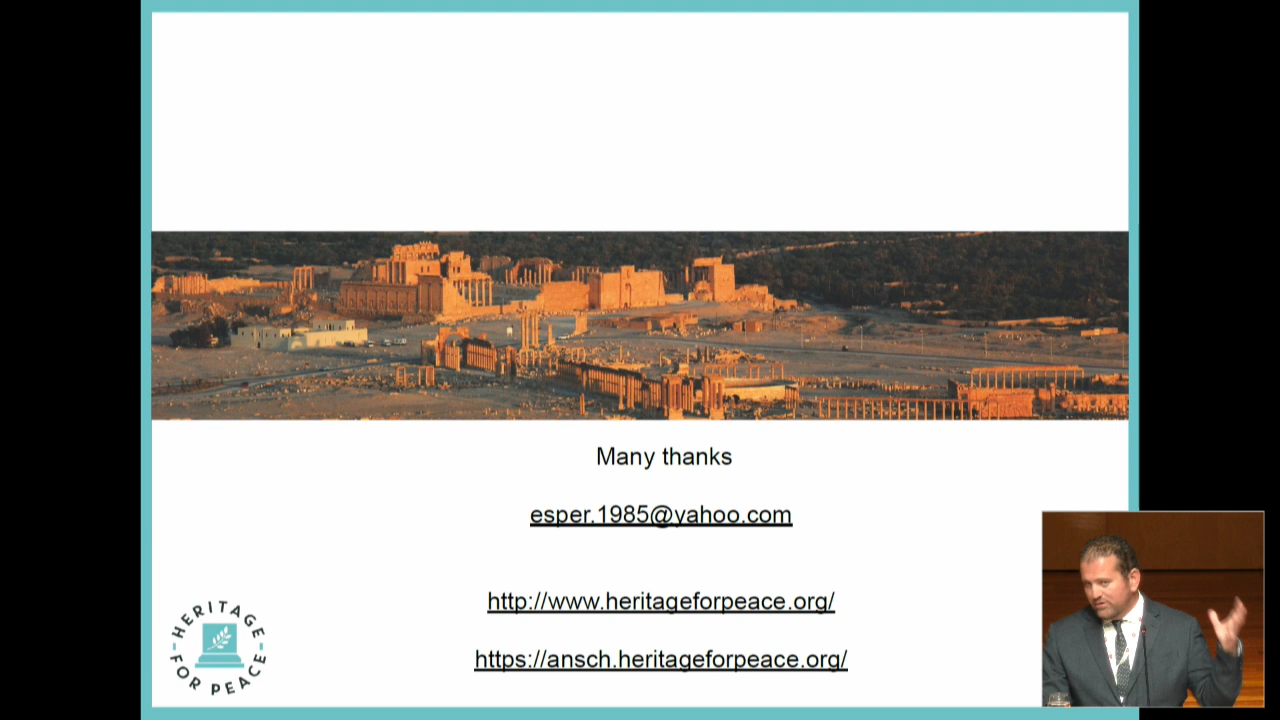 Many thanks
esper.1985@yahoo.com
http://www.heritageforpeace.org/
https://ansch.heritageforpeace.org/
HERITAGE
FOR PEACE